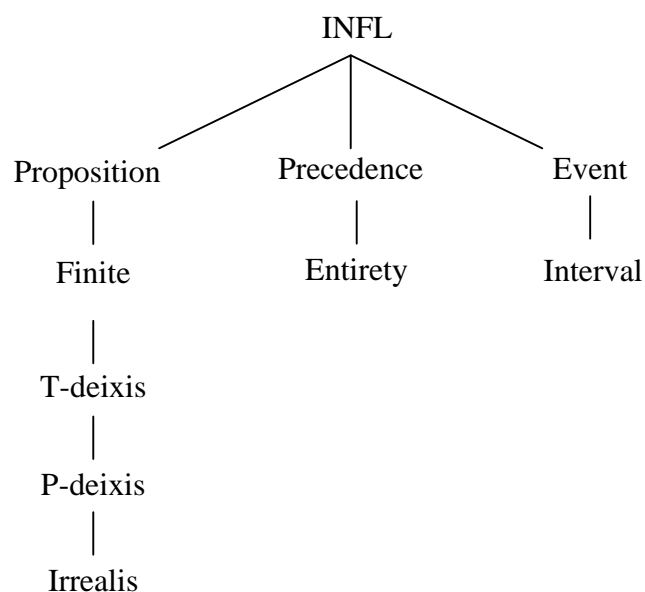 INFL
Proposition Precedence Event
Finite Entirety Interval
T-deixis
P-deixis
Irrealis